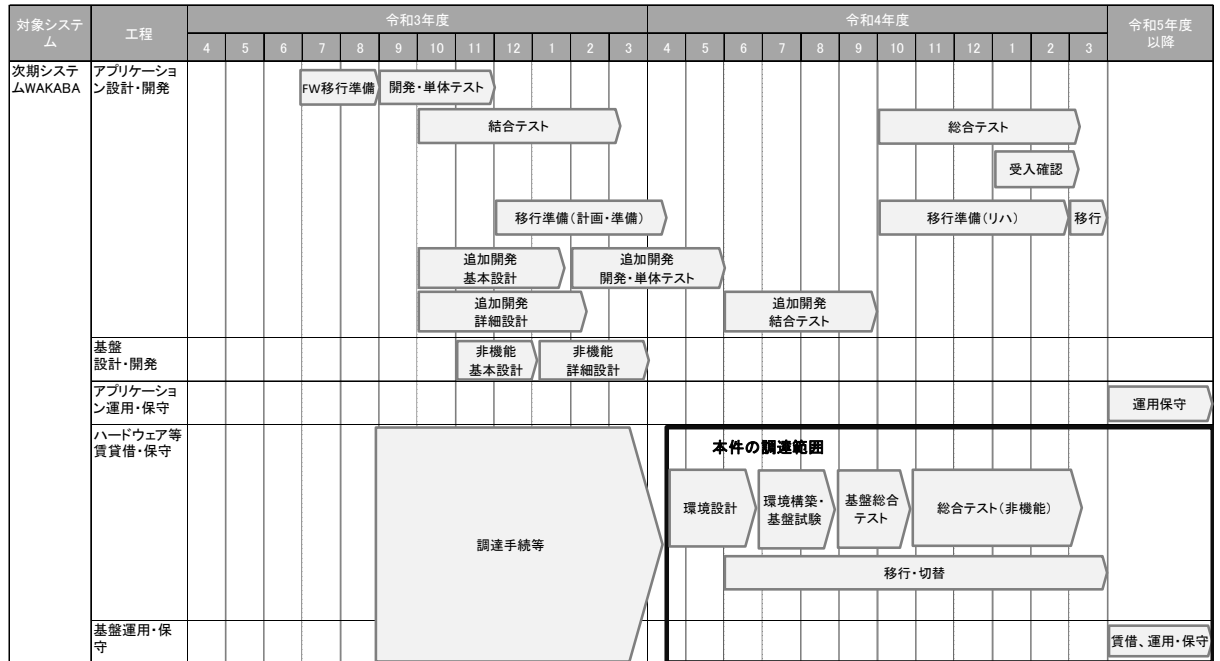 対象システ
ム
工程
令和3年度
令和4年度
令和5年度
以降
4 5 6 7 8 9 10 11 12 1 2 3 4 5 6 7 8 9 10 11 12 1 2 3
次期システ
ムWAKABA
アプリケーショ
ン設計・開発
FW移行準備
開発・単体テスト
結合テスト
総合テスト
受入確認
移行準備(計画・準備)
移行準備(リハ)
移行
追加開発
基本設計
追加開発
開発・単体テスト
追加開発
詳細設計
追加開発
結合テスト
基盤
設計・開発
非機能
基本設計
非機能
詳細設計
アプリケーショ
ン運用・保守
運用保守
ハードウェア等
賃貸借・保守
調達手続等
本件の調達範囲
環境設計
環境構築・
基盤試験
基盤総合
テスト
総合テスト(非機能)
移行・切替
基盤運用・保
守
賃借、運用・保守